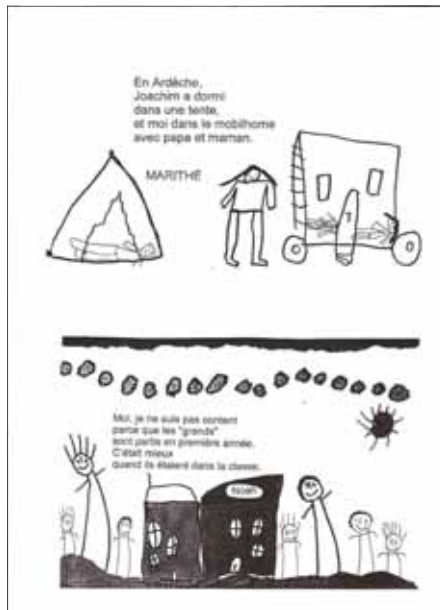 En Ardèche,
Joachim a dormi
dans une tente,
et moi dans le mobilhome
avec papa et maman.
MARITHÉ
Moi, je ne suis pas content
parce que les "grands"
sont partis en première année.
C'était mieux
quand ils étaient dans la classe.
Noah